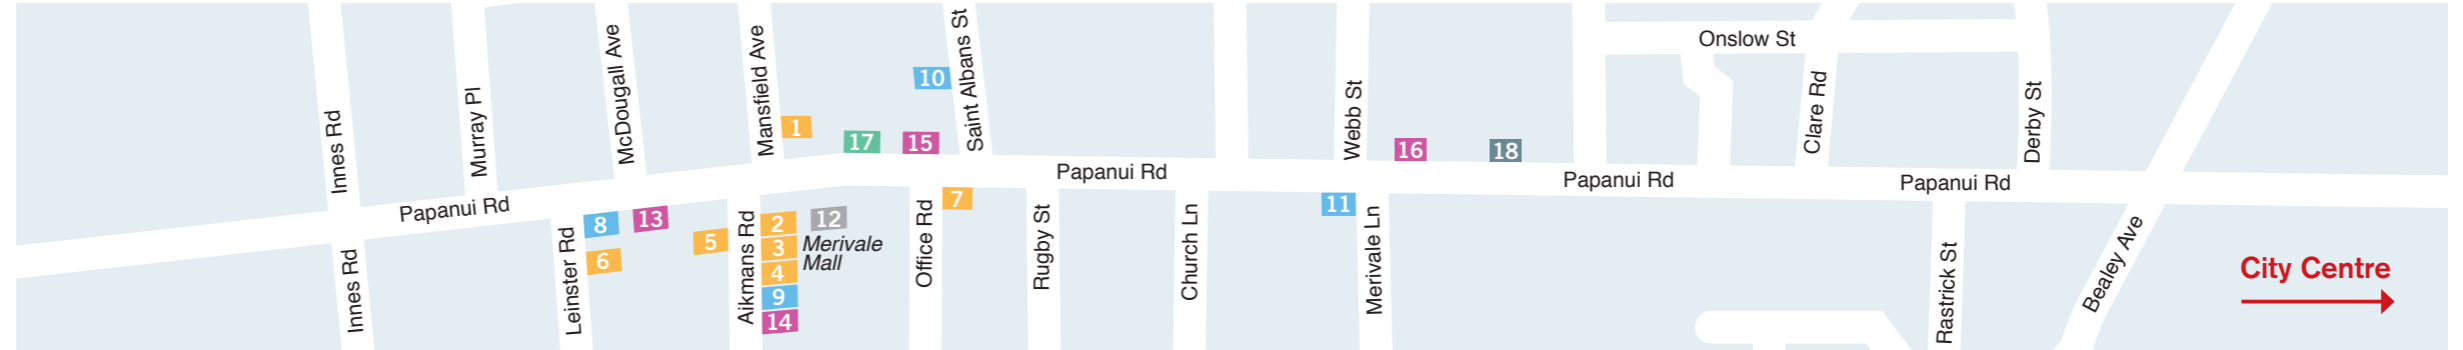 Innes Rd
Murray Pl
McDougall Ave
Mansfield Ave
Saint Albans St
Webb St
Onslow St
Clare Rd
Derby St
10
1
17
15
16
18
Papanui Rd
Papanui Rd
Papanui Rd
Papanui Rd
Innes Rd
Leinster Rd
8
13
6
5
Aikmans Rd
2
12
3
4
9
14
Merivale
Mall
Office Rd
7
Rugby St
Church Ln
11
Merivale Ln
Rastrick St
Bealey Ave
City Centre